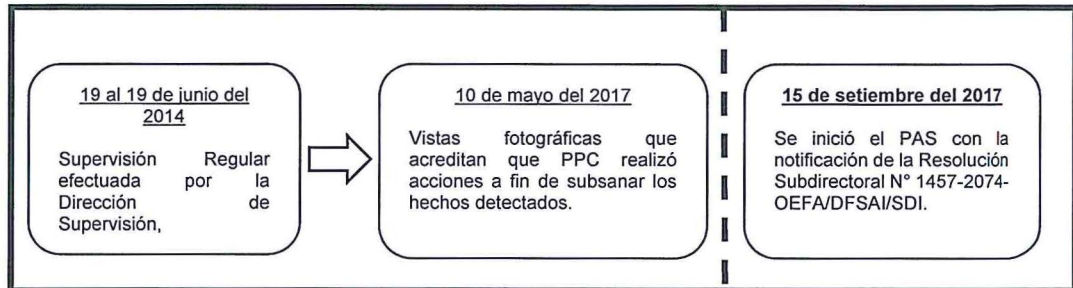 19 al 19 de junio del
2014
Supervisión Regular
efectuada por la
Dirección de
Supervisión,
10 de mayo del 2017
Vistas fotográficas que
acreditan que PPC realizó
acciones a fin de subsanar los
hechos detectados.
15 de setiembre del 2017
Se inició el PAS con la
notificación de la Resolución
Subdirectoral N° 1457-2074-
OEFA/DFSAI/SDI.